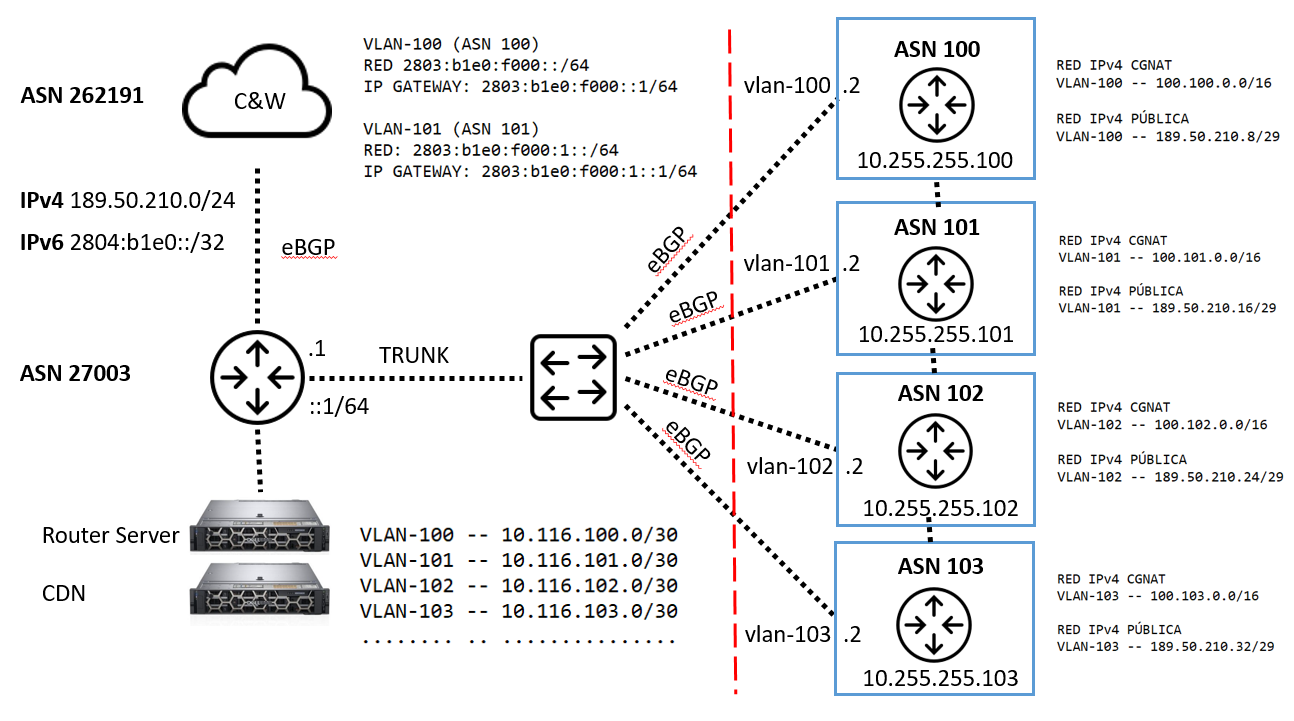 ASN 262191
C&W
VLAN-100 (ASN 100)
RED 2803:b1e0:f000::/64
IP GATEWAY: 2803:b1e0:f000::1/64
VLAN-101 (ASN 101)
RED: 2803:b1e0:f000:1::/64
IP GATEWAY: 2803:b1e0:f000:1::1/64
IPv4 189.50.210.0/24
IPv6 2804:b1e0::/32
eBGP
ASN 27003
.1
::1/64
TRUNK
Router Server
CDN
VLAN-100 -- 10.116.100.0/30
VLAN-101 -- 10.116.101.0/30
VLAN-102 -- 10.116.102.0/30
VLAN-103 -- 10.116.103.0/30
........ .. ...............
eBGP
eBGP
eBGP
eBGP
vlan-100 .2
ASN 100
10.255.255.100
RED IPv4 CGNAT
VLAN-100 -- 100.100.0.0/16
RED IPv4 PÚBLICA
VLAN-100 -- 189.50.210.8/29
vlan-101 .2
ASN 101
10.255.255.101
RED IPv4 CGNAT
VLAN-101 -- 100.101.0.0/16
RED IPv4 PÚBLICA
VLAN-101 -- 189.50.210.16/29
vlan-102 .2
ASN 102
10.255.255.102
RED IPv4 CGNAT
VLAN-102 -- 100.102.0.0/16
RED IPv4 PÚBLICA
VLAN-102 -- 189.50.210.24/29
vlan-103 .2
ASN 103
10.255.255.103
RED IPv4 CGNAT
VLAN-103 -- 100.103.0.0/16
RED IPv4 PÚBLICA
VLAN-103 -- 189.50.210.32/29